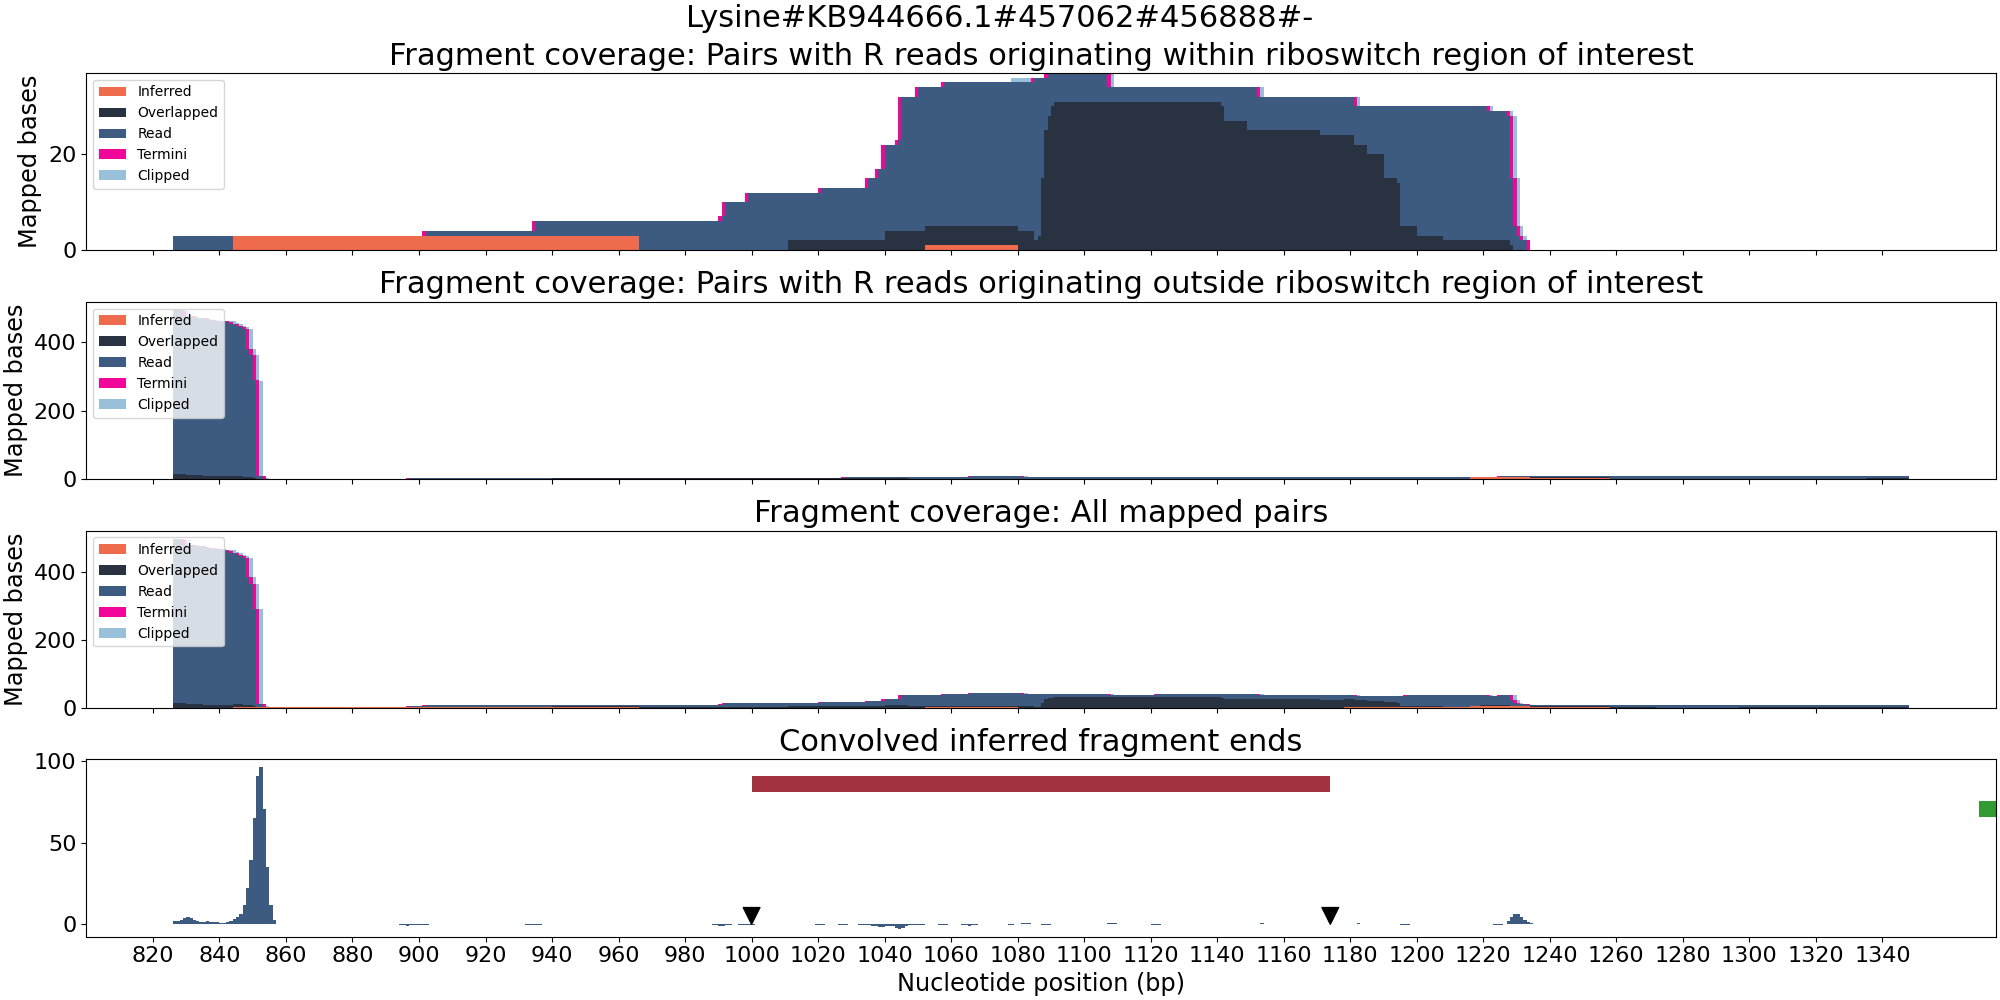 Lysine#KB944666.1#457062#456888#-
Fragment coverage: Pairs with R reads originating within riboswitch region of interest
Mapped bases
20
0
Inferred
Overlapped
Read
Termini
Clipped
Fragment coverage: Pairs with R reads originating outside riboswitch region of interest
Mapped bases
400
200
0
Inferred
Overlapped
Read
Termini
Clipped
Fragment coverage: All mapped pairs
Mapped bases
400
200
0
Inferred
Overlapped
Read
Termini
Clipped
Convolved inferred fragment ends
100
50
0
820 840 860 880 900 920 940 960 980 1000 1020 1040 1060 1080 1100 1120 1140 1160 1180 1200 1220 1240 1260 1280 1300 1320 1340
Nucleotide position (bp)